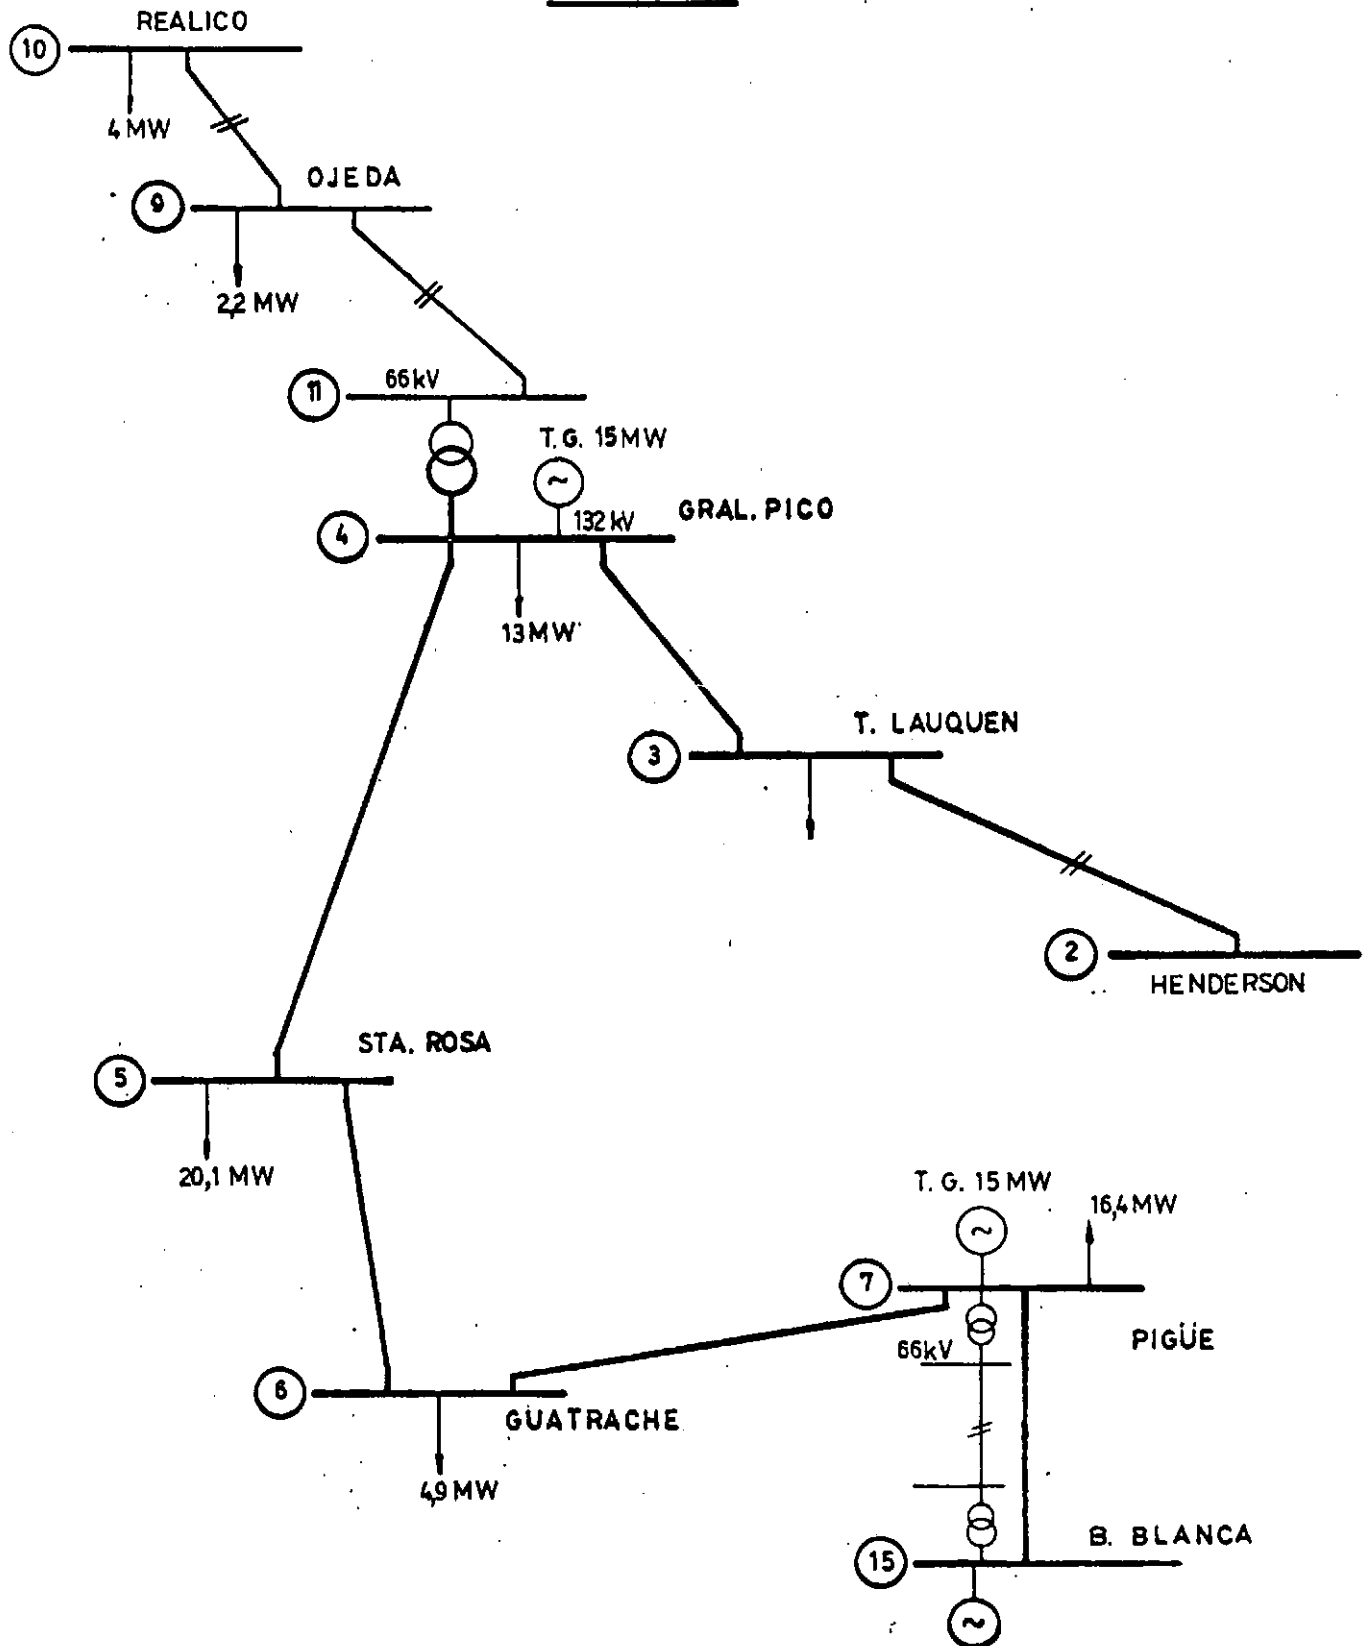 REALICO
10
4 MW
OJEDA
9
2,2 MW
66 kV
11
T. G. 15 MW
~
132 kV
GRAL. PICO
4
13 MW
T. LAUQUEN
3
2
HENDERSON
STA. ROSA
5
20,1 MW
T. G. 15 MW
16,4 MW
~
7
PIGÜE
66 kV
6
GUATRACHE
4,9 MW
B. BLANCA
15
~